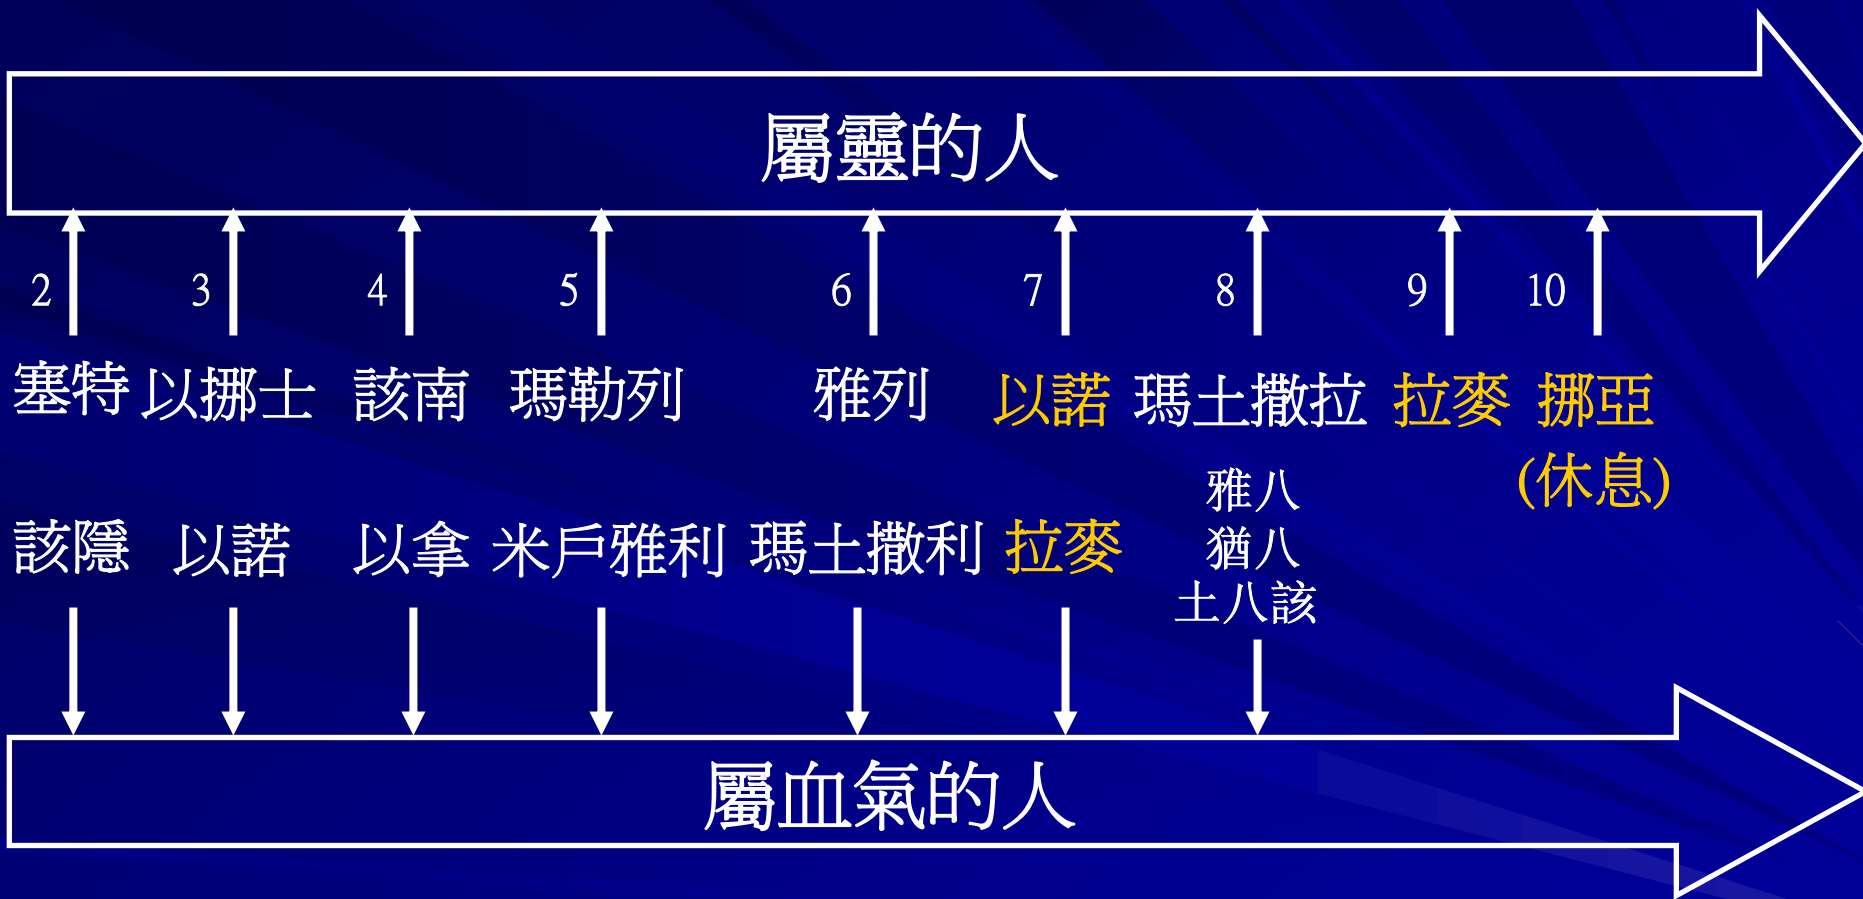 屬靈的人
2 3 4 5 6 7 8 9 10
塞特 以挪士 該南 瑪勒列 雅列 以諾 瑪土撒拉 拉麥 挪亞
(休息)
該隱 以諾 以拿 米戶雅利 瑪土撒利 拉麥 雅八
猶八
土八該
屬血氣的人